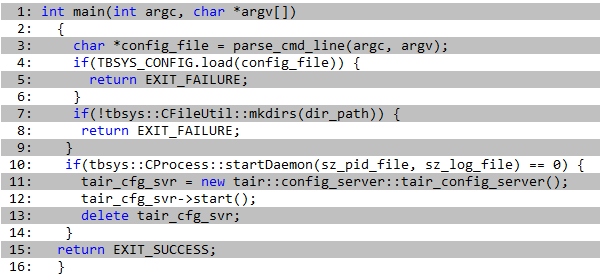 1: int main(int argc, char *argv[])
2: {
3: char *config_file = parse_cmd_line(argc, argv);
4: if(TBSYS_CONFIG.load(config_file)) {
5: return EXIT_FAILURE;
6: }
7: if(!tbsys::CFileUtil::mkdirs(dir_path)) {
8: return EXIT_FAILURE;
9: }
10: if(tbsys::CProcess::startDaemon(sz_pid_file, sz_log_file) == 0) {
11: tair_cfg_svr = new tair::config_server::tair_config_server();
12: tair_cfg_svr->start();
13: delete tair_cfg_svr;
14: }
15: return EXIT_SUCCESS;
16: }